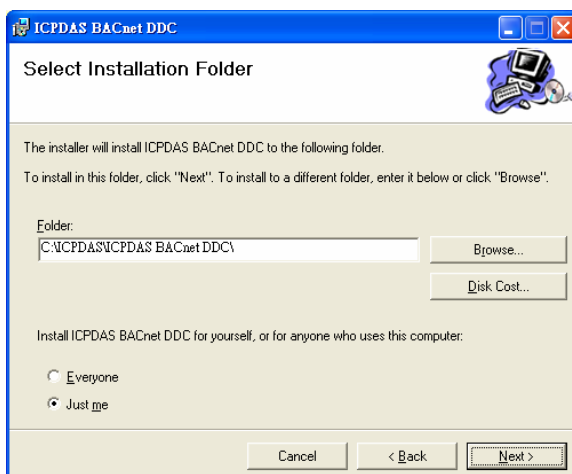 ICPDAS BACnet DDC
Select Installation Folder
The installer will install ICPDAS BACnet DDC to the following folder.
To install in this folder, click "Next". To install to a different folder, enter it below or click "Browse".
Folder:
C:\ICPDAS\ICPDAS BACnet DDC\
Browse...
Disk Cost...
Install ICPDAS BACnet DDC for yourself, or for anyone who uses this computer:
Everyone
Just me
Cancel
< Back
Next >